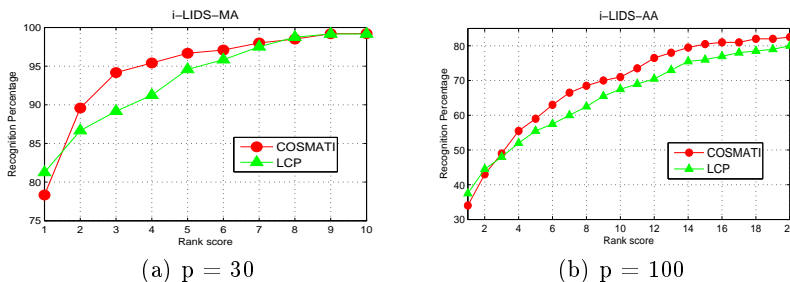 i-LIDS-MA
100
95
90
85
80
75
Recognition Percentage
COSMATI
LCP
1 2 3 4 5 6 7 8 9 10
Rank score
(a) p = 30
i-LIDS-AA
80
70
60
50
40
30
Recognition Percentage
COSMATI
LCP
2 4 6 8 10 12 14 16 18
Rank score
(b) p = 100